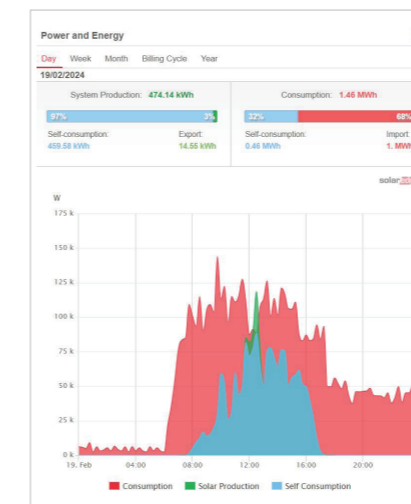 Power and Energy
Day Week Month Billing Cycle Year
19/02/2024
System Production: 474.14 kWh Consumption: 1.46 MWh
97% 3% 32% 68%
Self-consumption: Export: Self-consumption: Import
459.58 kWh 14.55 kWh 0.46 MWh 1. MWh
solar
W
175 k
150 k
125 k
100 k
75 k
50 k
25 k
0 k
19. Feb 04:00 08:00 12:00 16:00 20:00
Consumption Solar Production Self Consumption